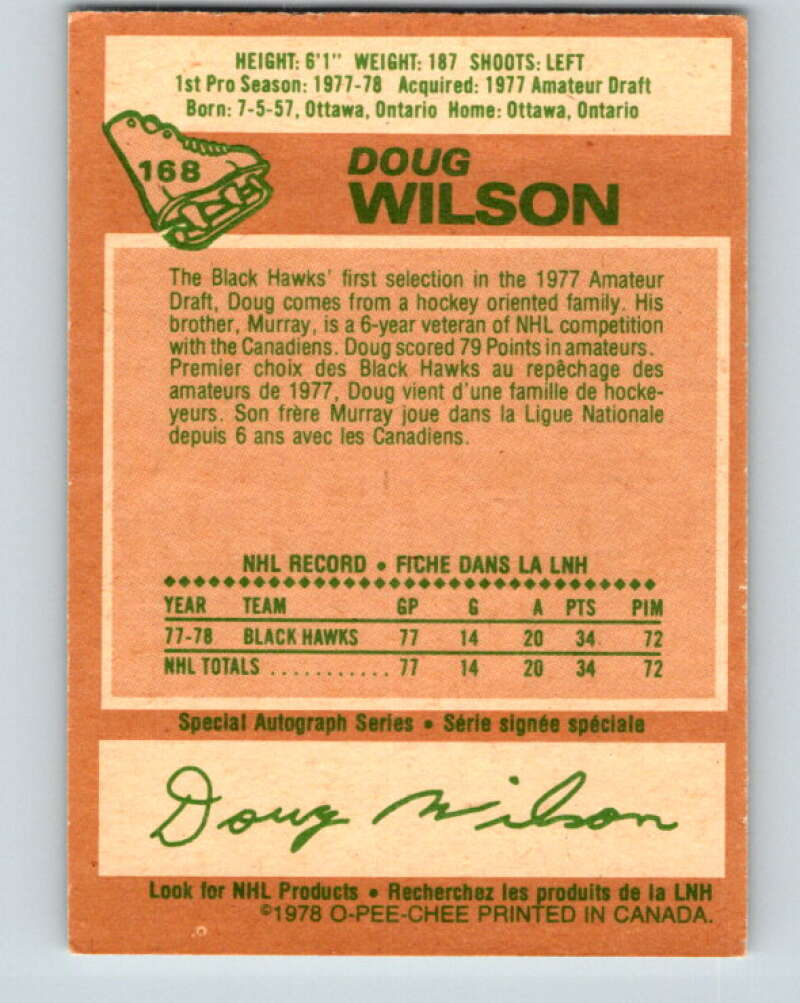 HEIGHT: 6'1" WEIGHT: 187 SHOOTS: LEFT
1st Pro Season: 1977-78 Acquired: 1977 Amateur Draft
Born: 7-5-57, Ottawa, Ontario Home: Ottawa, Ontario
168
DOUG
WILSON
The Black Hawks' first selection in the 1977 Amateur
Draft, Doug comes from a hockey oriented family. His
brother, Murray, is a 6-year veteran of NHL competition
with the Canadiens. Doug scored 79 Points in amateurs.
Premier choix des Black Hawks au repêchage des
amateurs de 1977, Doug vient d'une famille de hocke-
yeurs. Son frère Murray joue dans la Ligue Nationale
depuis 6 ans avec les Canadiens.
NHL RECORD • FICHE DANS LA LNH
YEAR TEAM GP G A PTS PIM
77-78 BLACK HAWKS 77 14 20 34 72
NHL TOTALS ........... 77 14 20 34 72
Special Autograph Series • Série signée spéciale
Doug Wilson
Look for NHL Products • Recherchez les produits de la LNH
©1978 O-PEE-CHEE PRINTED IN CANADA.